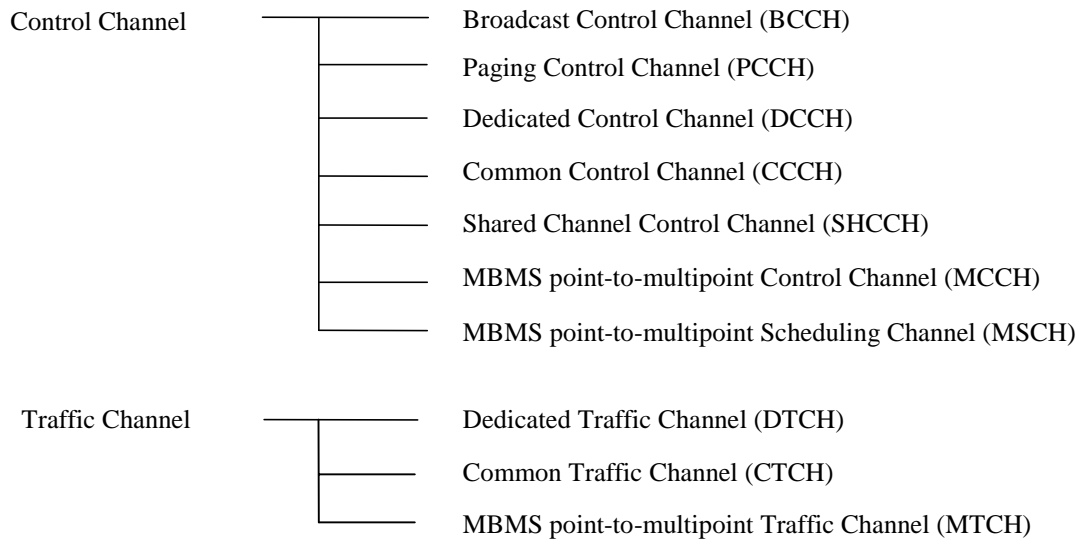 Control Channel
Broadcast Control Channel (BCCH)
Paging Control Channel (PCCH)
Dedicated Control Channel (DCCH)
Common Control Channel (CCCH)
Shared Channel Control Channel (SHCCH)
MBMS point-to-multipoint Control Channel (MCCH)
MBMS point-to-multipoint Scheduling Channel (MSCH)
Traffic Channel
Dedicated Traffic Channel (DTCH)
Common Traffic Channel (CTCH)
MBMS point-to-multipoint Traffic Channel (MTCH)